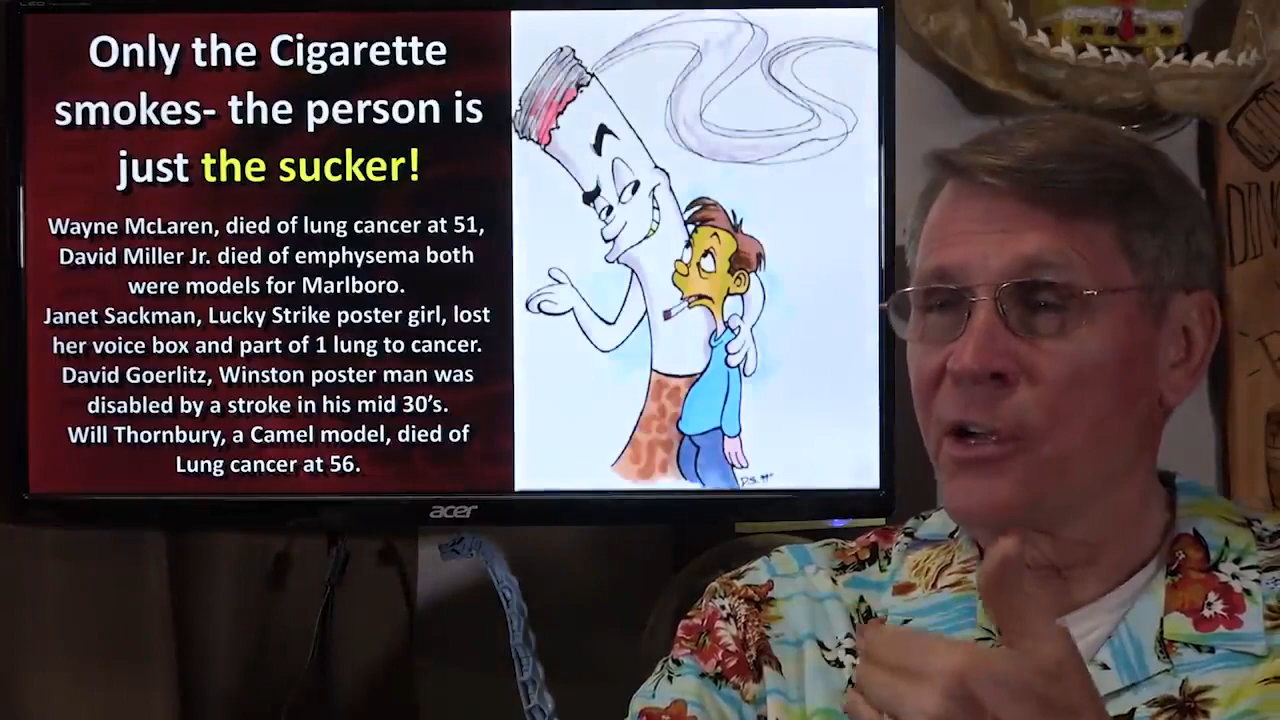 Only the Cigarette
smokes- the person is
just the sucker!
Wayne McLaren, died of lung cancer at 51,
David Miller Jr. died of emphysema both
were models for Marlboro.
Janet Sackman, Lucky Strike poster girl, lost
her voice box and part of 1 lung to cancer.
David Goerlitz, Winston poster man was
disabled by a stroke in his mid 30's.
Will Thornbury, a Camel model, died of
Lung cancer at 56.
acer
DIN